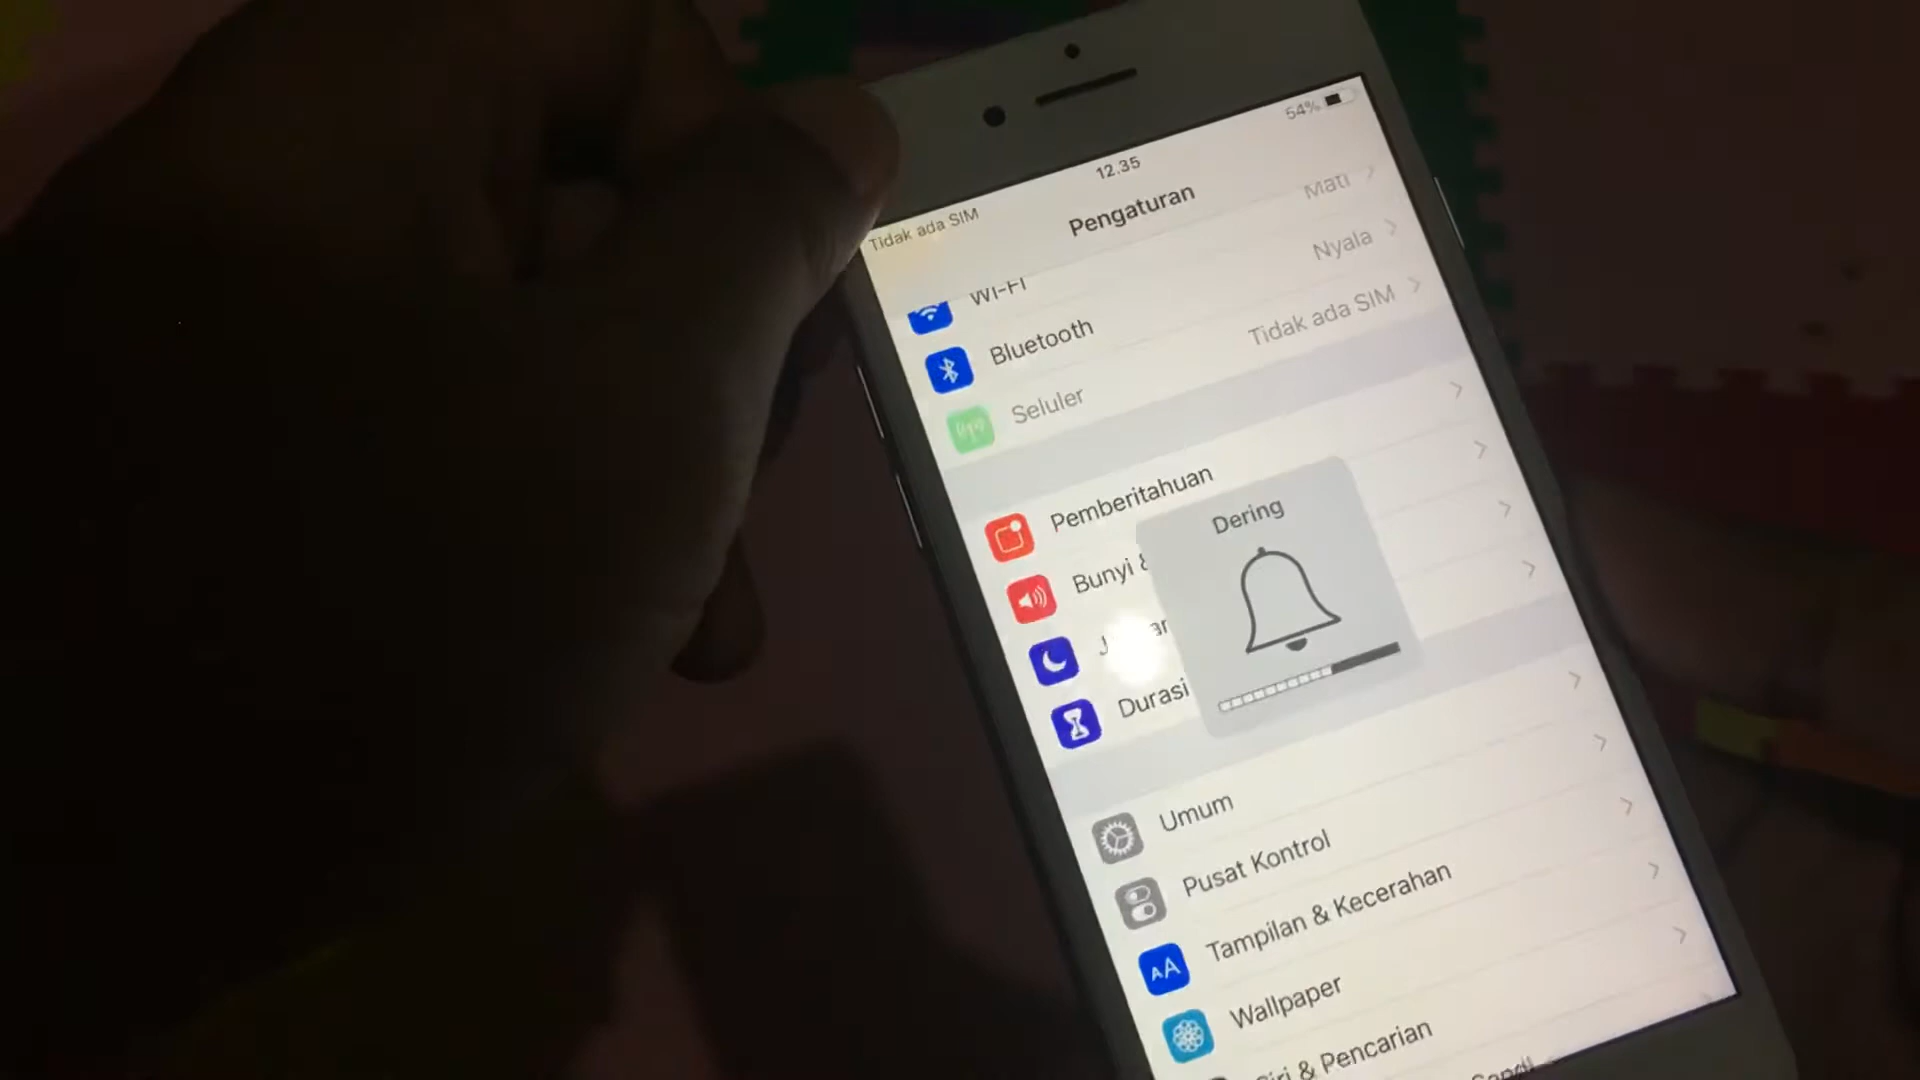 54%
12.35
Tidak ada SIM
Pengaturan
Wi-Fi Mati
Bluetooth Nyala
Seluler Tidak ada SIM
Pemberitahuan
Bunyi &
Durasi
Dering
Umum
Pusat Kontrol
Tampilan & Kecerahan
AA
Wallpaper
Siri & Pencarian